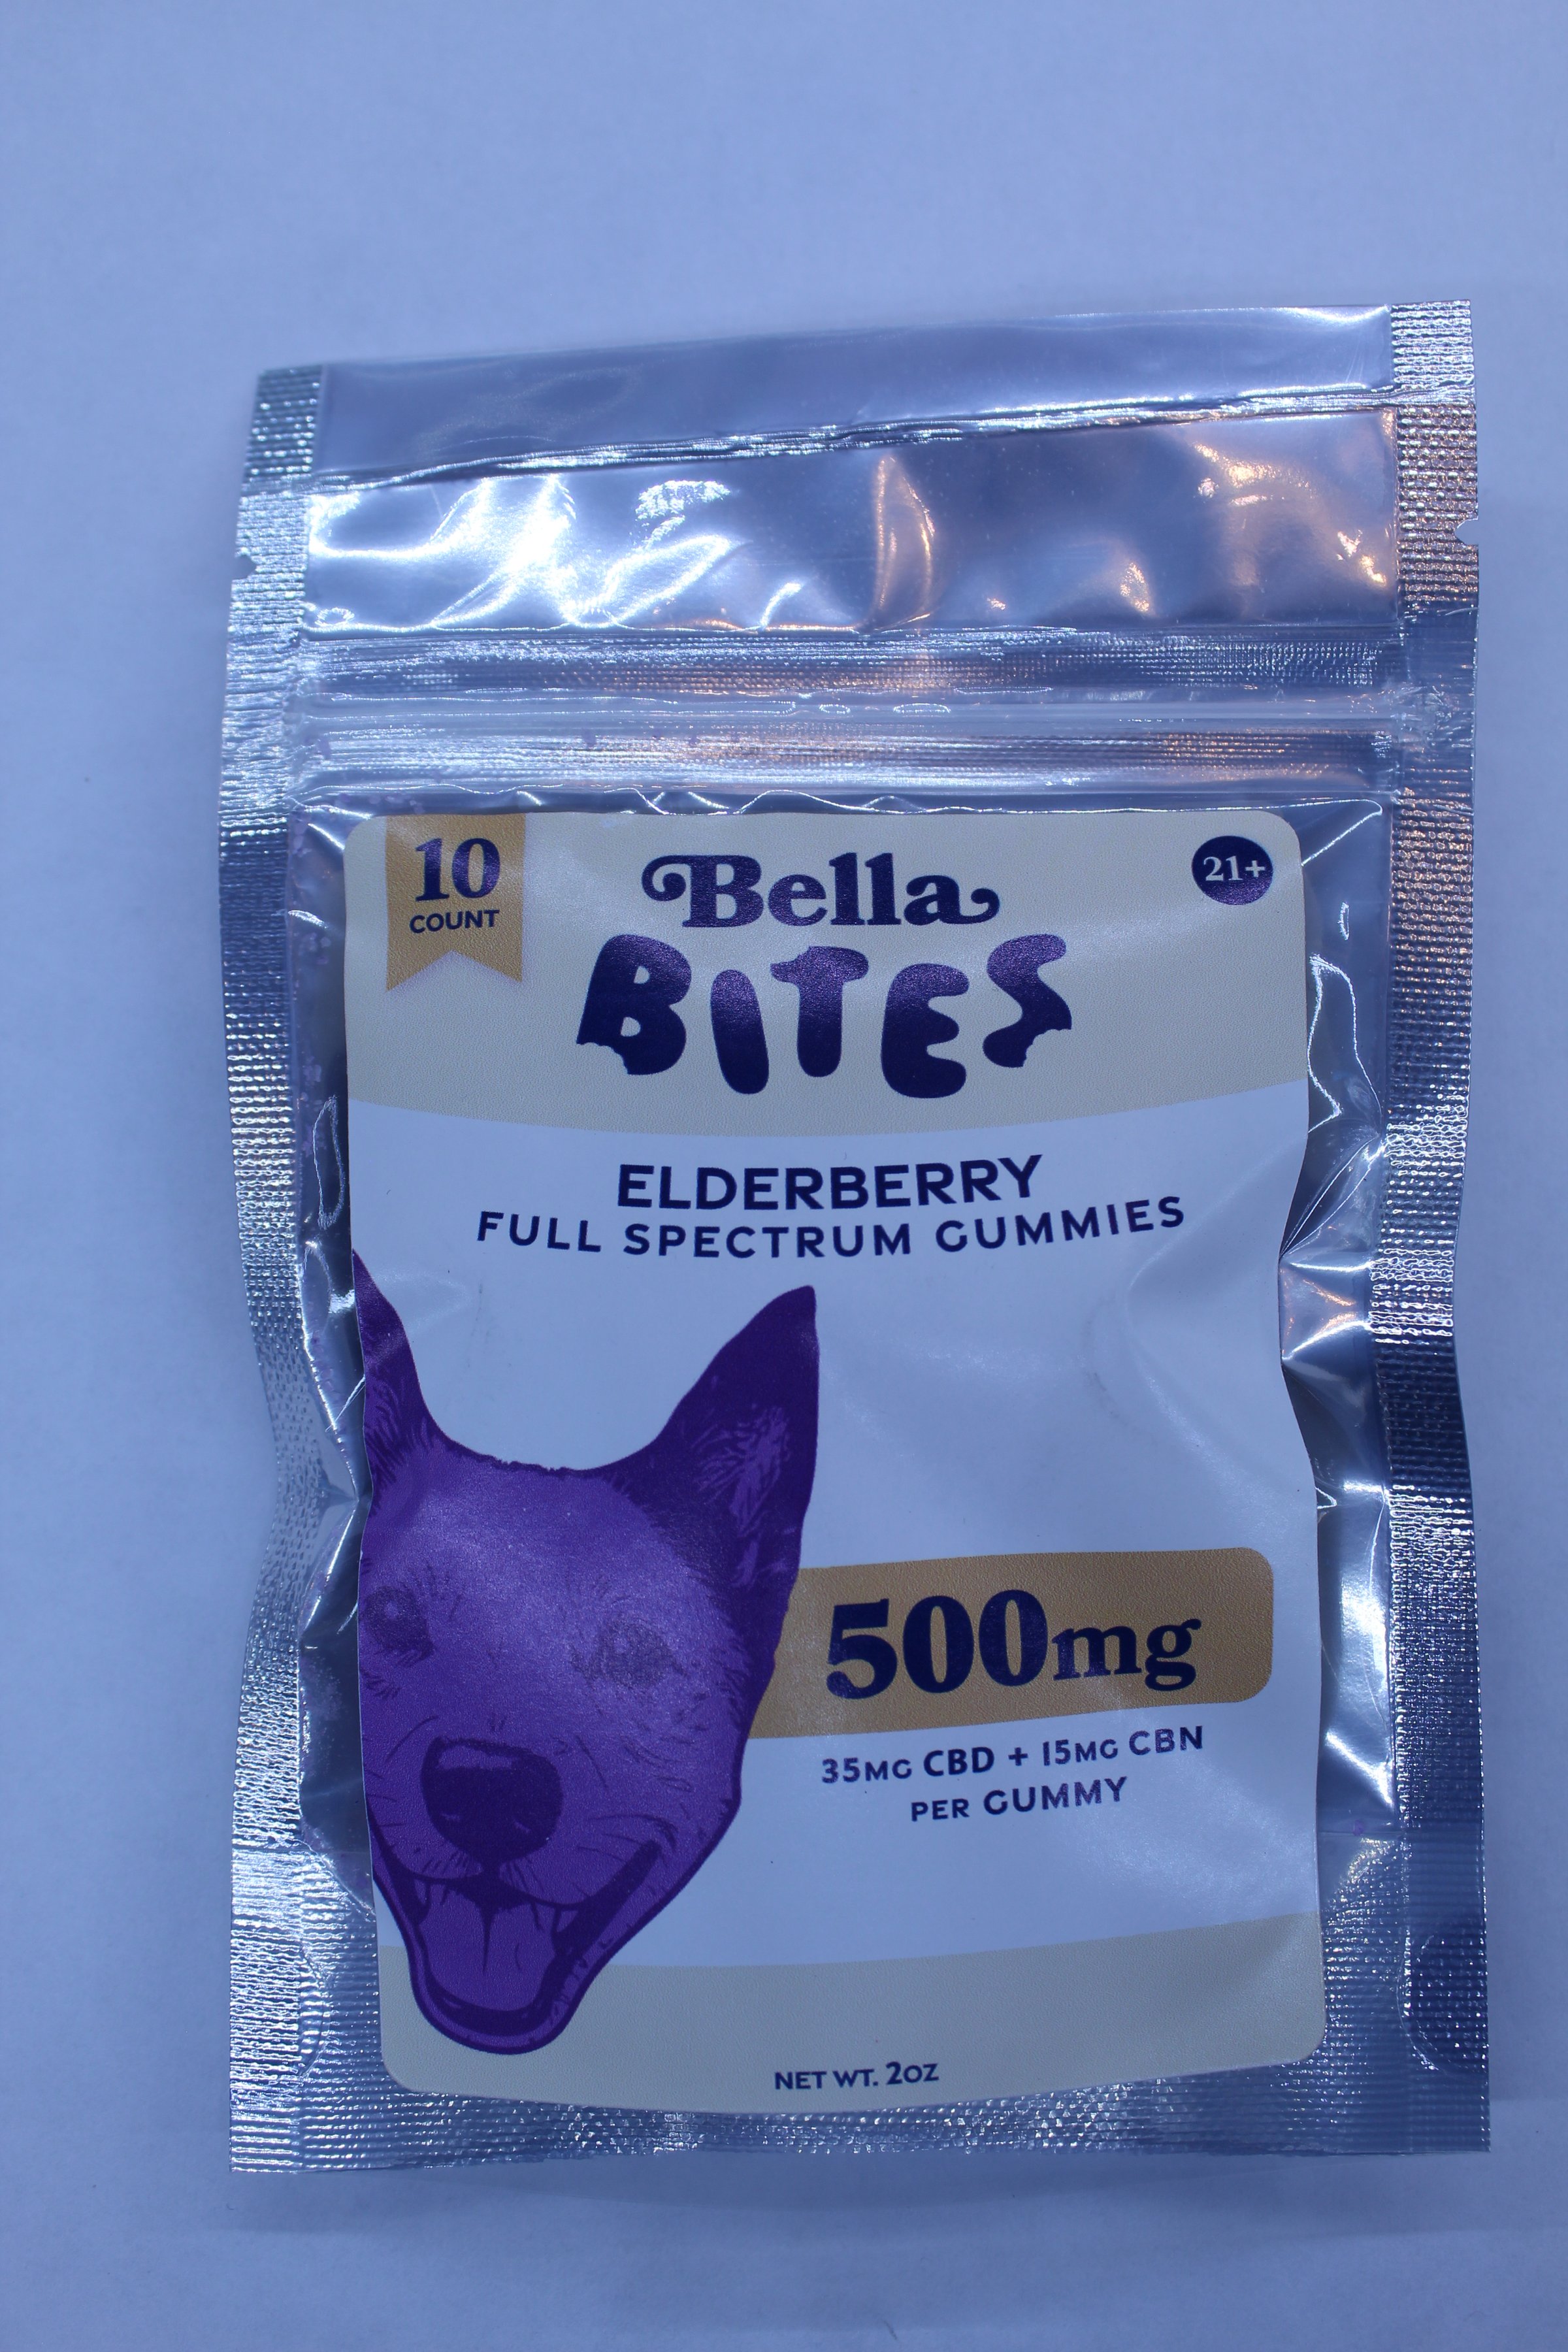 10
COUNT
Bella
BITES
21+
ELDERBERRY
FULL SPECTRUM GUMMIES
500mg
35MG CBD + 15MG CBN
PER GUMMY
NET WT. 2OZ